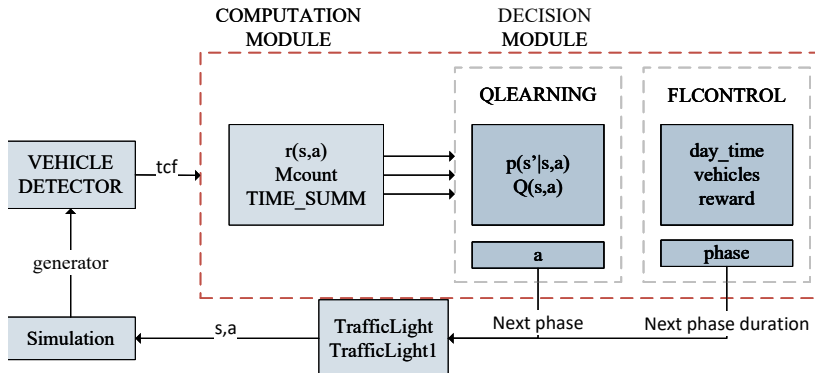 COMPUTATION
MODULE
DECISION
MODULE
QLEARNING
FLCONTROL
VEHICLE
DETECTOR
tcf
r(s,a)
Mcount
TIME_SUMM
p(s’|s,a)
Q(s,a)
day_time
vehicles
reward
a
phase
generator
Simulation
s,a
TrafficLight
TrafficLight1
Next phase
Next phase duration